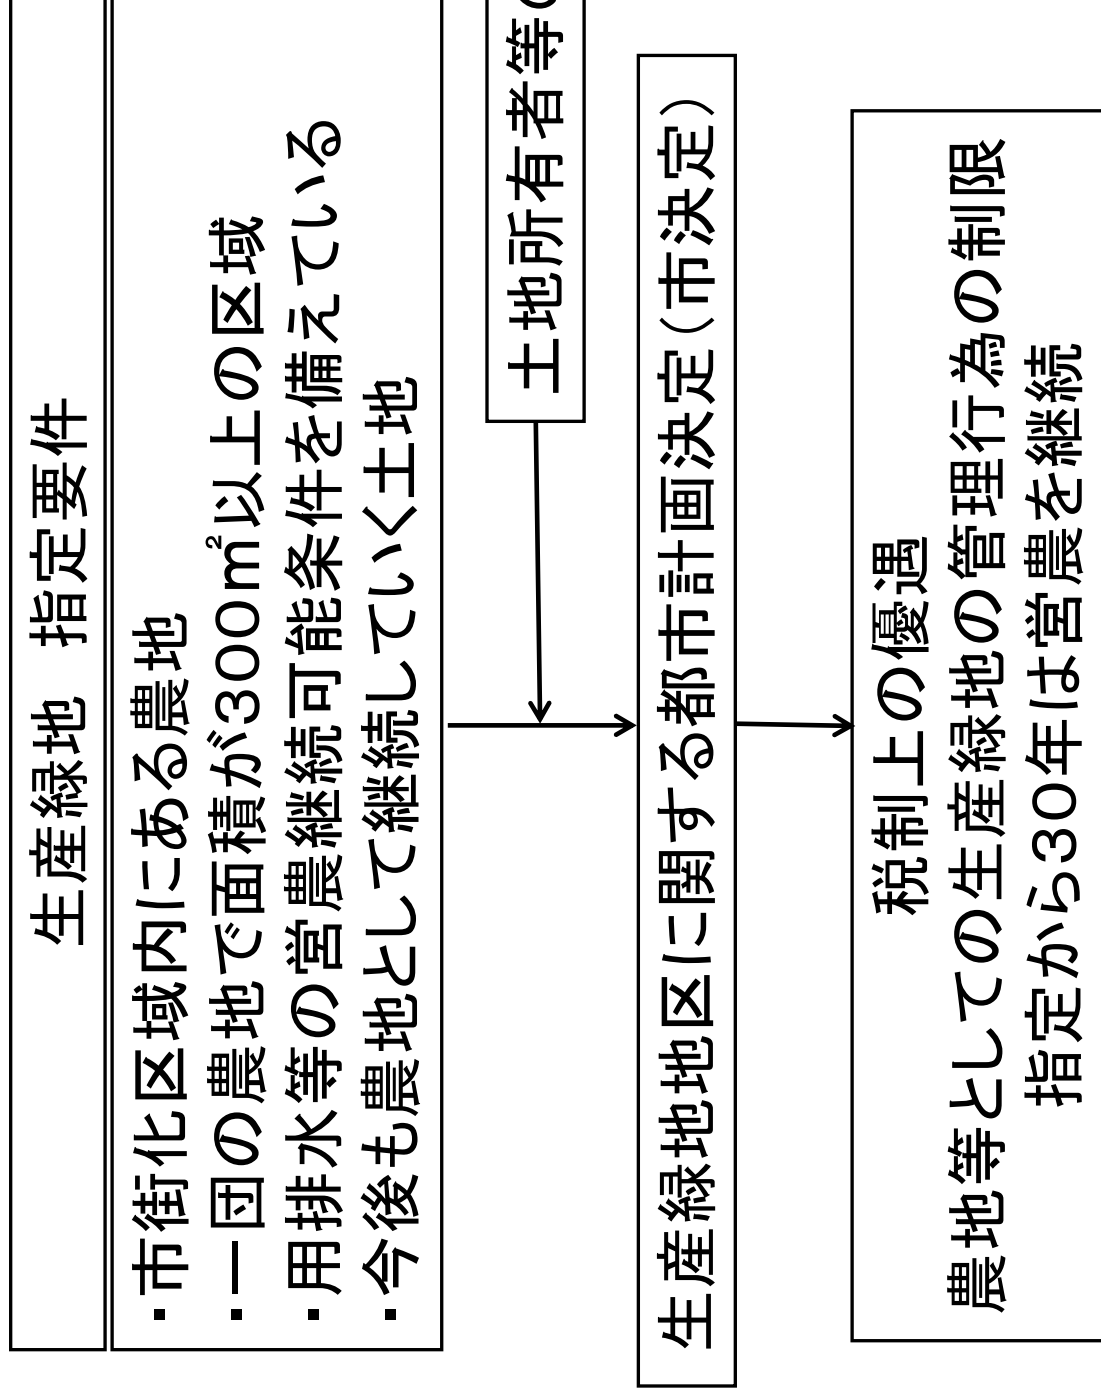 生産緑地　指定要件
・市街化区域内にある農地
・一団の農地で面積が300㎡以上の区域
・用排水等の営農継続可能条件を備えている
・今後も農地として継続していく土地
土地所有者等の
生産緑地地区に関する都市計画決定（市決定）
税制上の優遇
農地等としての生産緑地の管理行為の制限
指定から30年は営農を継続